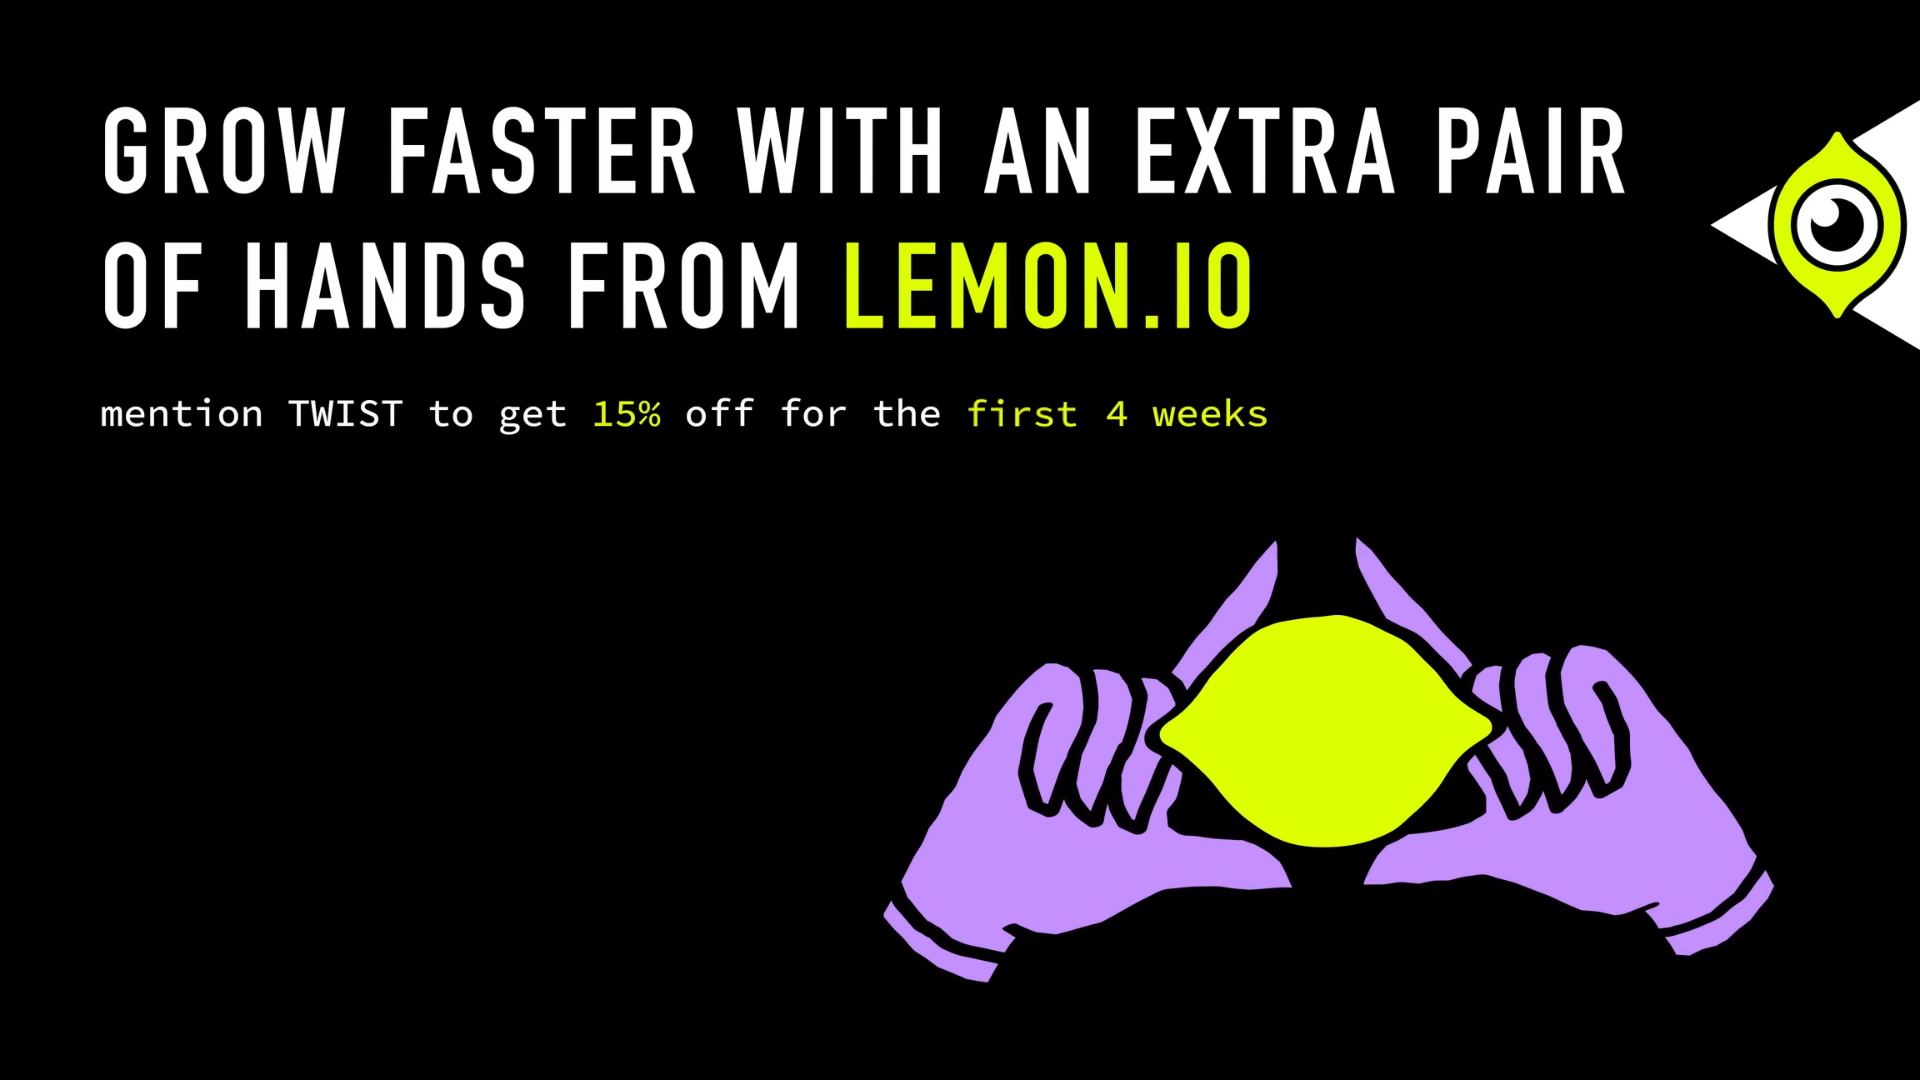 GROW FASTER WITH AN EXTRA PAIR
OF HANDS FROM LEMON.IO
mention TWIST to get 15% off for the first 4 weeks